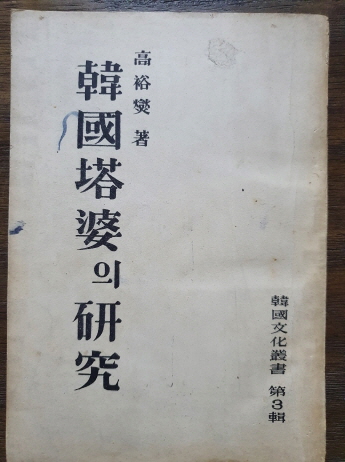 高裕燮 著
韓國塔婆의研究
韓國文化叢書 第3輯